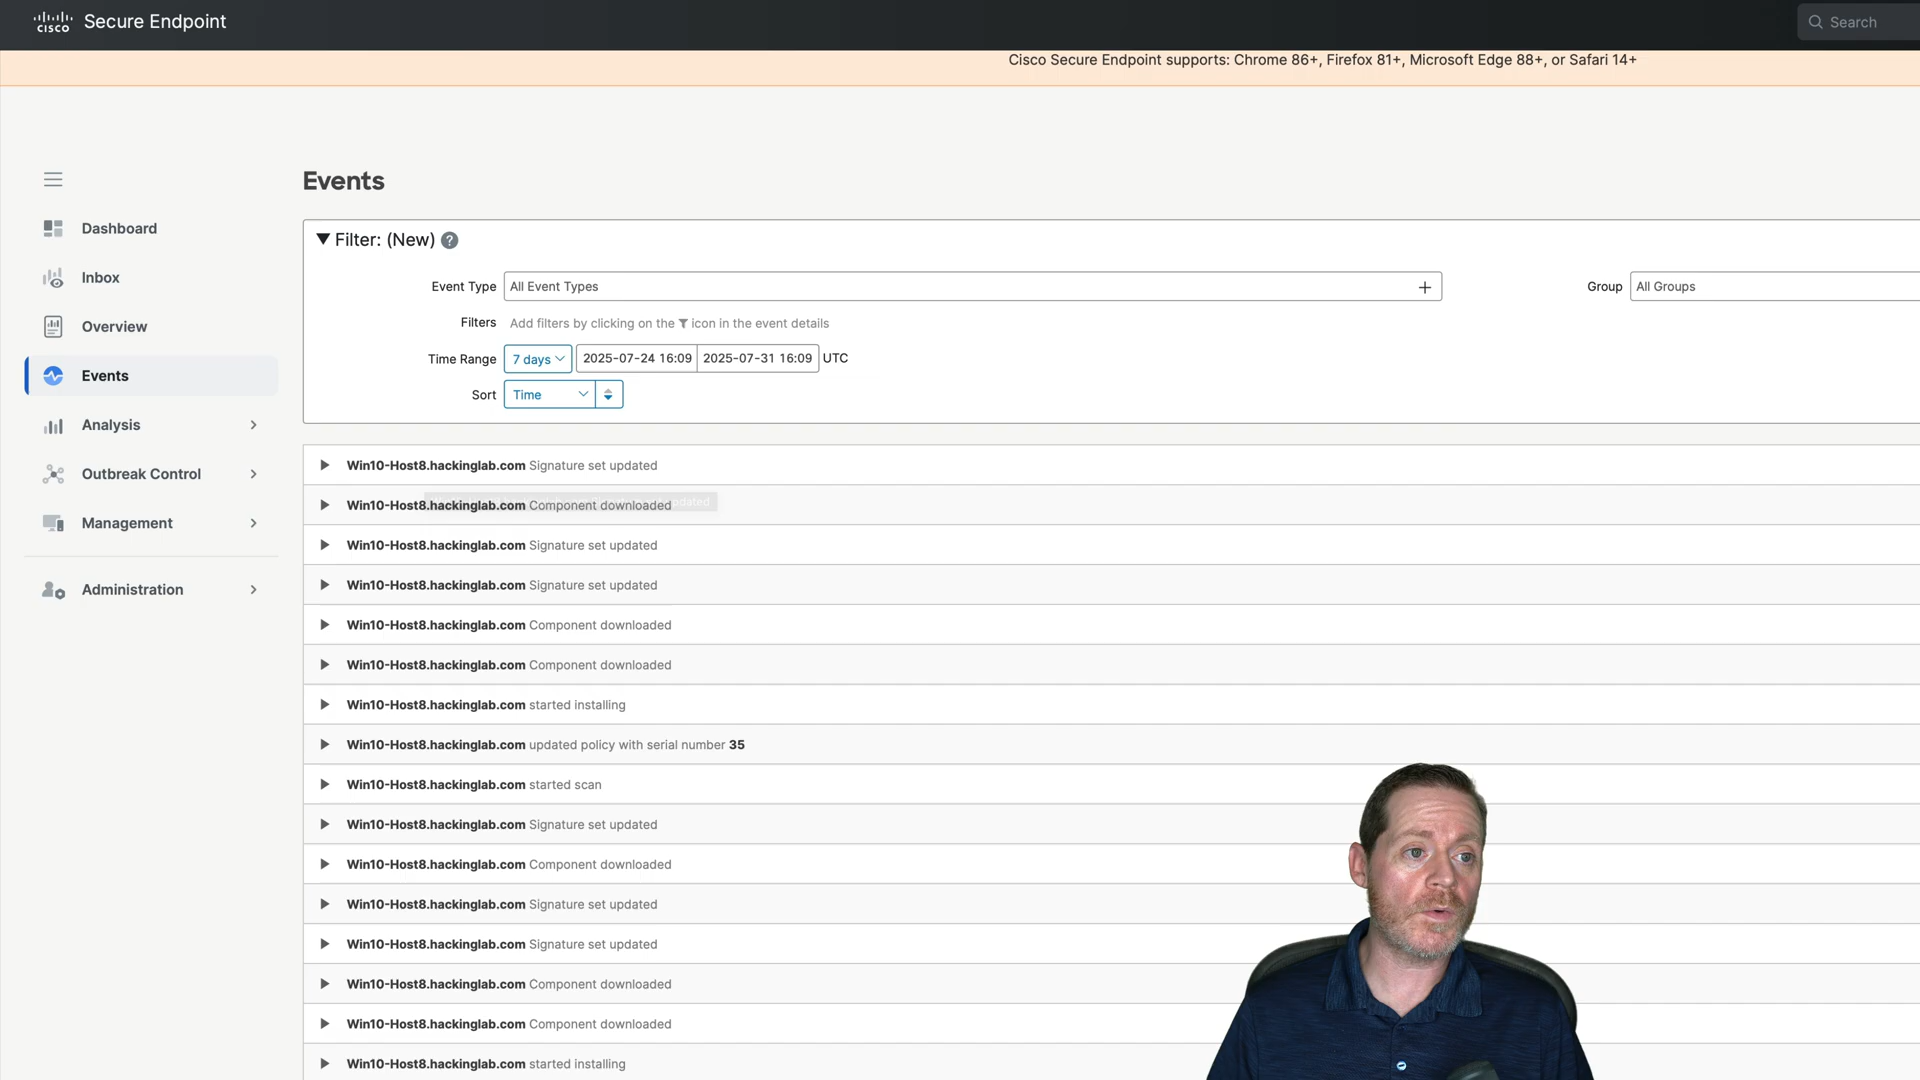 CISCO Secure Endpoint
Search
Cisco Secure Endpoint supports: Chrome 86+, Firefox 81+, Microsoft Edge 88+, or Safari 14+
Dashboard
Inbox
Overview
Events
Analysis
Outbreak Control
Management
Administration
Events
Filter: (New) ?
Event Type All Event Types + Group All Groups
Filters Add filters by clicking on the icon in the event details
Time Range 7 days 2025-07-24 16:09 2025-07-31 16:09 UTC
Sort Time
Win10-Host8.hackinglab.com Signature set updated
Win10-Host8.hackinglab.com Component downloaded
Win10-Host8.hackinglab.com Signature set updated
Win10-Host8.hackinglab.com Signature set updated
Win10-Host8.hackinglab.com Component downloaded
Win10-Host8.hackinglab.com Component downloaded
Win10-Host8.hackinglab.com started installing
Win10-Host8.hackinglab.com updated policy with serial number 35
Win10-Host8.hackinglab.com started scan
Win10-Host8.hackinglab.com Signature set updated
Win10-Host8.hackinglab.com Component downloaded
Win10-Host8.hackinglab.com Signature set updated
Win10-Host8.hackinglab.com Signature set updated
Win10-Host8.hackinglab.com Component downloaded
Win10-Host8.hackinglab.com Component downloaded
Win10-Host8.hackinglab.com started installing